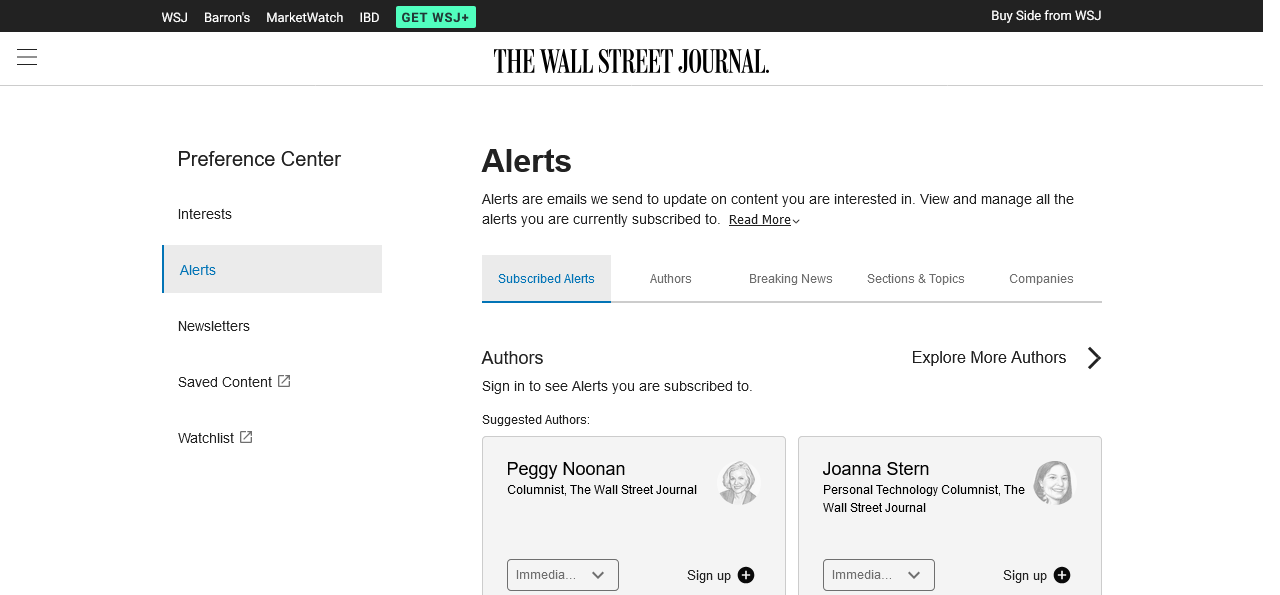 WSJ Barron's MarketWatch IBD GET WSJ+ Buy Side from WSJ
THE WALL STREET JOURNAL.
Preference Center
Interests
Alerts
Newsletters
Saved Content
Watchlist
Alerts
Alerts are emails we send to update on content you are interested in. View and manage all the
alerts you are currently subscribed to. Read More
Subscribed Alerts Authors Breaking News Sections & Topics Companies
Authors Explore More Authors
Sign in to see Alerts you are subscribed to.
Suggested Authors:
Peggy Noonan
Columnist, The Wall Street Journal
Immedia... Sign up
Joanna Stern
Personal Technology Columnist, The
Wall Street Journal
Immedia... Sign up